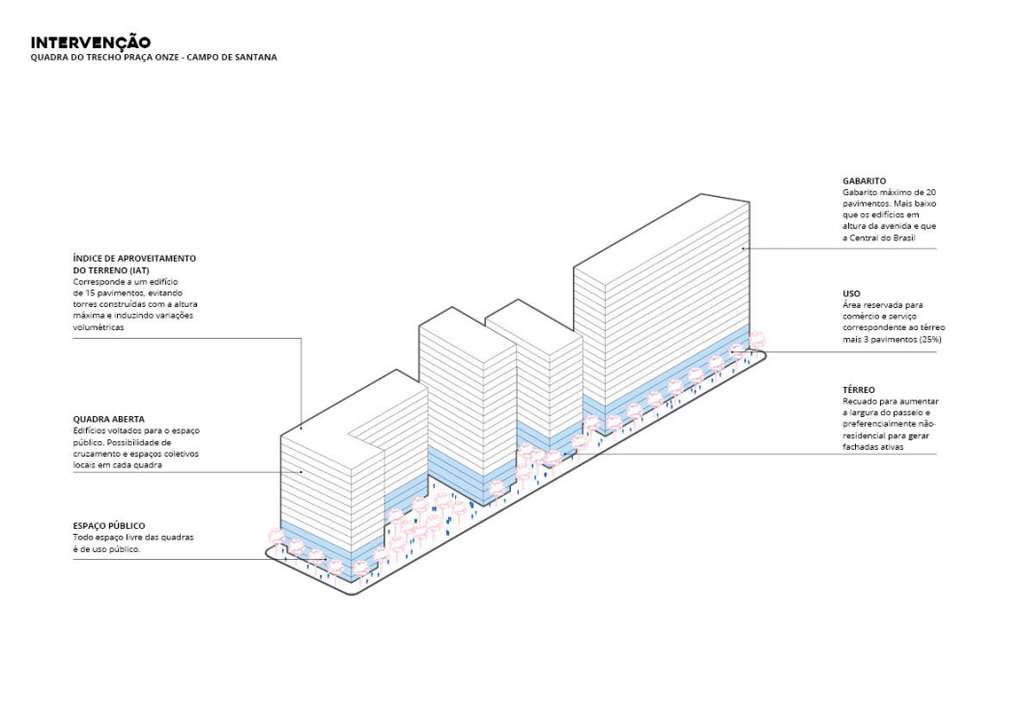 INTERVENÇÃO
QUADRA DO TRECHO PRAÇA ONZE - CAMPO DE SANTANA
GABARITO
Gabarito máximo de 20
pavimentos. Mais baixo
que os edifícios em
altura da avenida e que
a Central do Brasil
ÍNDICE DE APROVEITAMENTO
DO TERRENO (IAT)
Corresponde a um edifício
de 15 pavimentos, evitando
torres construídas com a altura
máxima e induzindo variações
volumétricas
USO
Área reservada para
comércio e serviço
correspondente ao térreo
mais 3 pavimentos (25%)
TÉRREO
Recuado para aumentar
a largura do passeio e
preferencialmente não-
residencial para gerar
fachadas ativas
QUADRA ABERTA
Edifícios voltados para o espaço
público. Possibilidade de
cruzamento e espaços coletivos
locais em cada quadra
ESPAÇO PÚBLICO
Todo espaço livre das quadras
é de uso público.